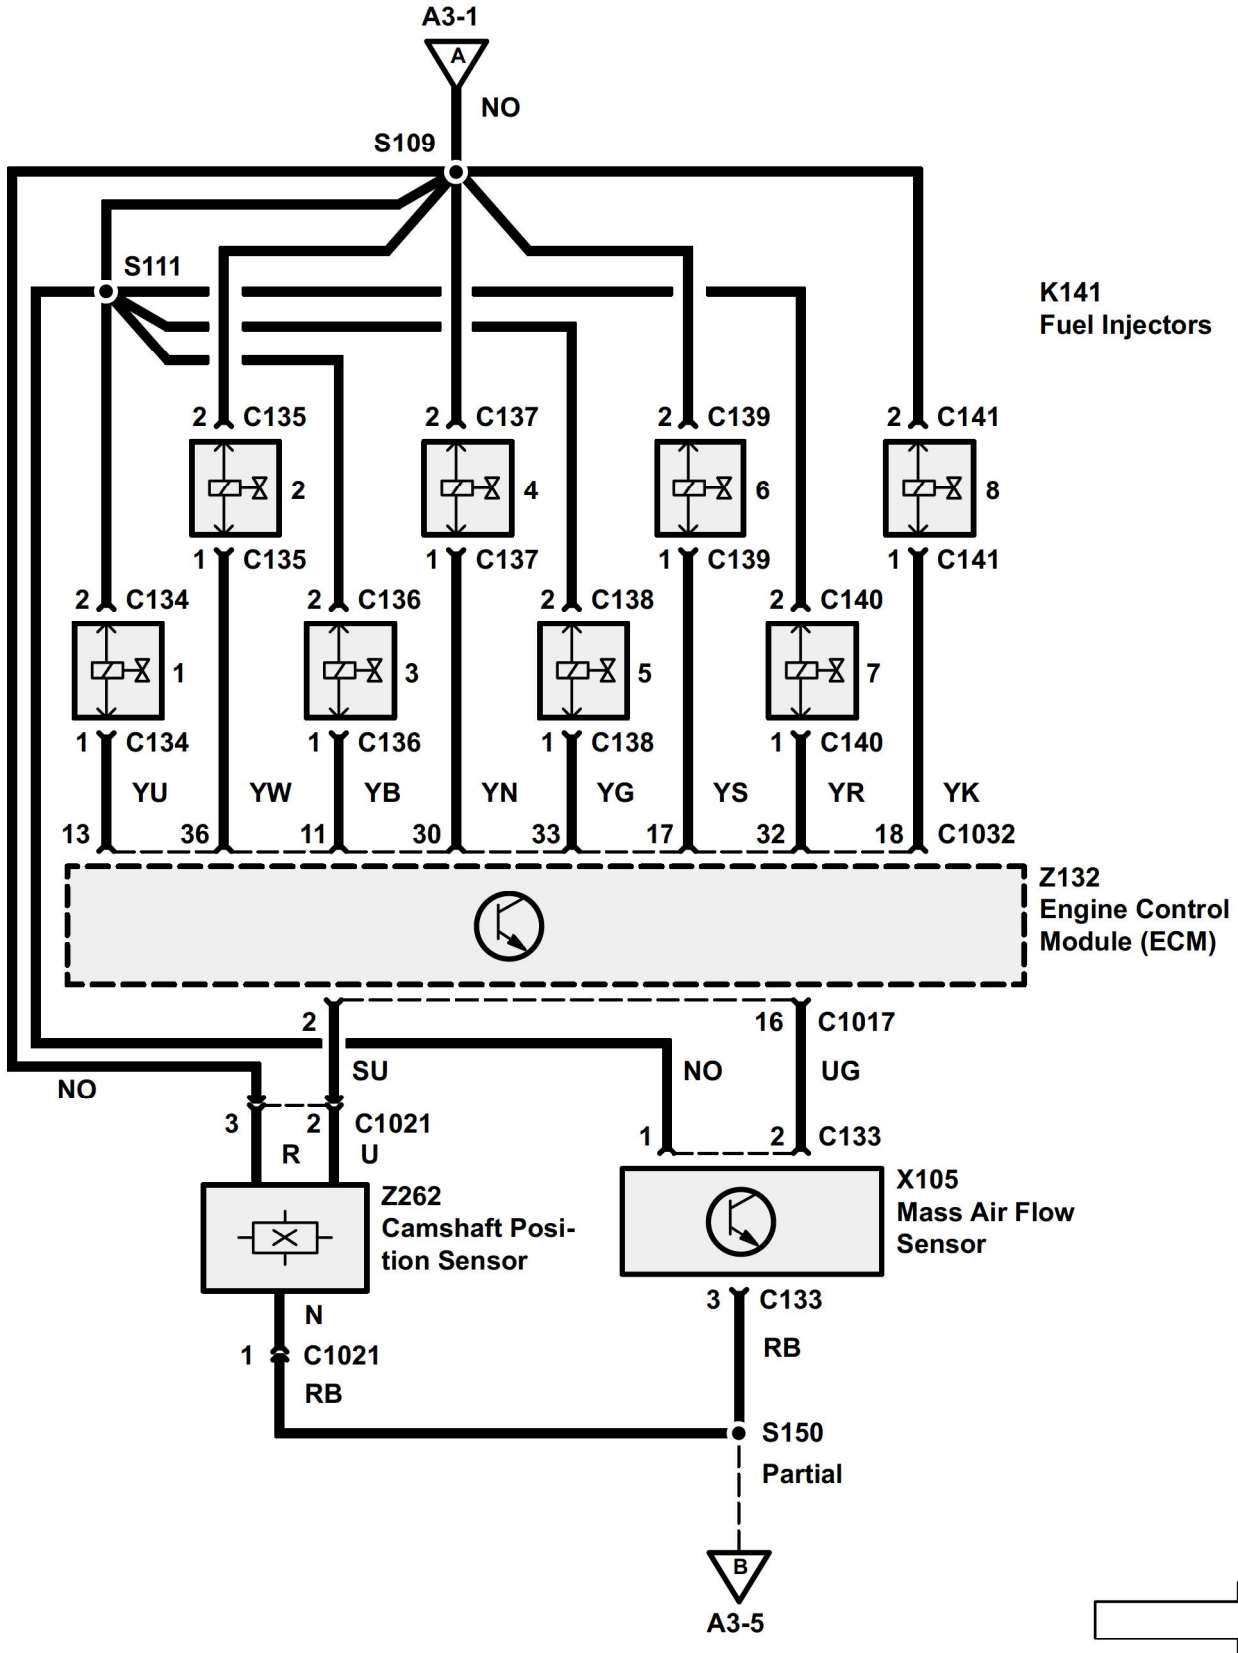 A3-1
A
NO
S109
S111
K141
Fuel Injectors
2 C135
2 C137
2 C139
2 C141
2
4
6
8
1 C135
1 C137
1 C139
1 C141
2 C134
2 C136
2 C138
2 C140
1
3
5
7
1 C134
1 C136
1 C138
1 C140
YU YW YB YN YG YS YR YK
13 36 11 30 33 17 32 18 C1032
Z132
Engine Control
Module (ECM)
2
16 C1017
NO
SU
NO
UG
3
2 C1021
1
2 C133
R
U
Z262
Camshaft Posi-
tion Sensor
X105
Mass Air Flow
Sensor
N
3 C133
1 C1021
RB
RB
S150
Partial
B
A3-5